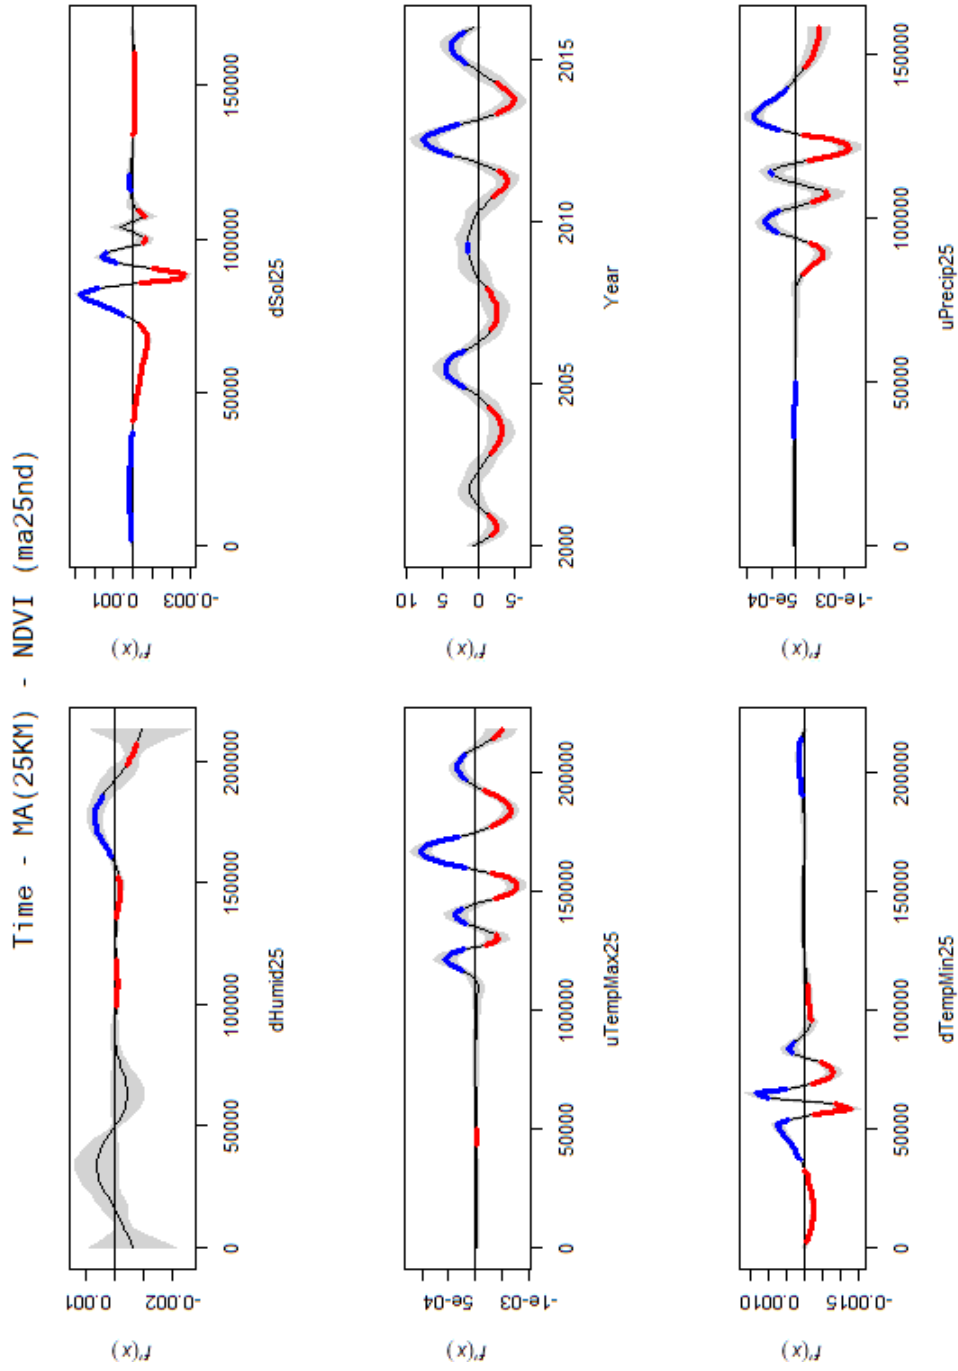 Time - MA(25KM) - NDVI (ma25nd)
f'(x)
0.001
-0.002
0
50000
100000
150000
200000
dHumid25
f'(x)
0.001
0.001
-0.003
0
50000
100000
150000
dSol25
f'(x)
5e-04
-1e-03
0
50000
100000
150000
200000
uTempMax25
f'(x)
10
5
0
-5
2000
2005
2010
2015
Year
f'(x)
0.0010
-0.0015
0
50000
100000
150000
200000
dTempMin25
f'(x)
5e-04
-1e-03
0
50000
100000
150000
uPrecip25